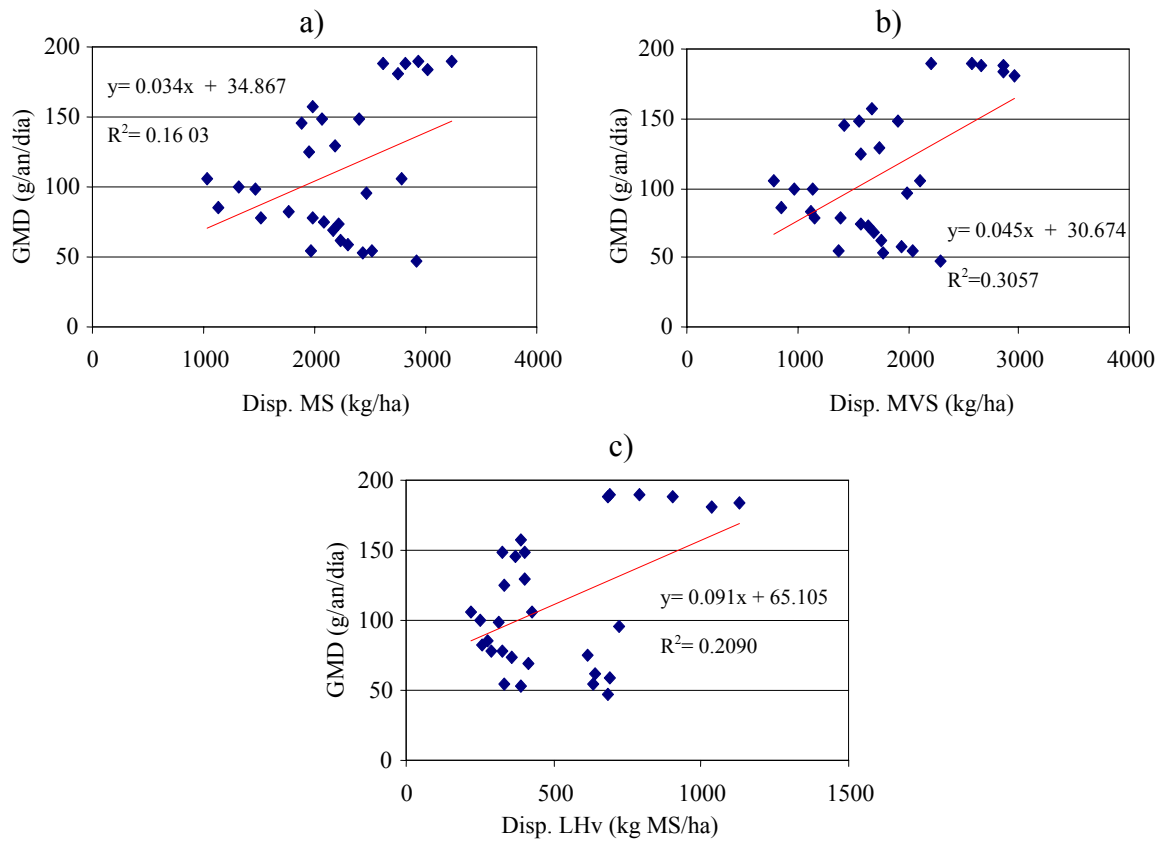 a)
GMD (g/an/día)
200
150
100
50
0
y= 0.034x + 34.867
R²= 0.16 03
0 1000 2000 3000 4000
Disp. MS (kg/ha)
b)
GMD (g/an/día)
200
150
100
50
0
y= 0.045x + 30.674
R²=0.3057
0 1000 2000 3000 4000
Disp. MVS (kg/ha)
c)
GMD (g/an/día)
200
150
100
50
0
y= 0.091x + 65.105
R²= 0.2090
0 500 1000 1500
Disp. LHv (kg MS/ha)